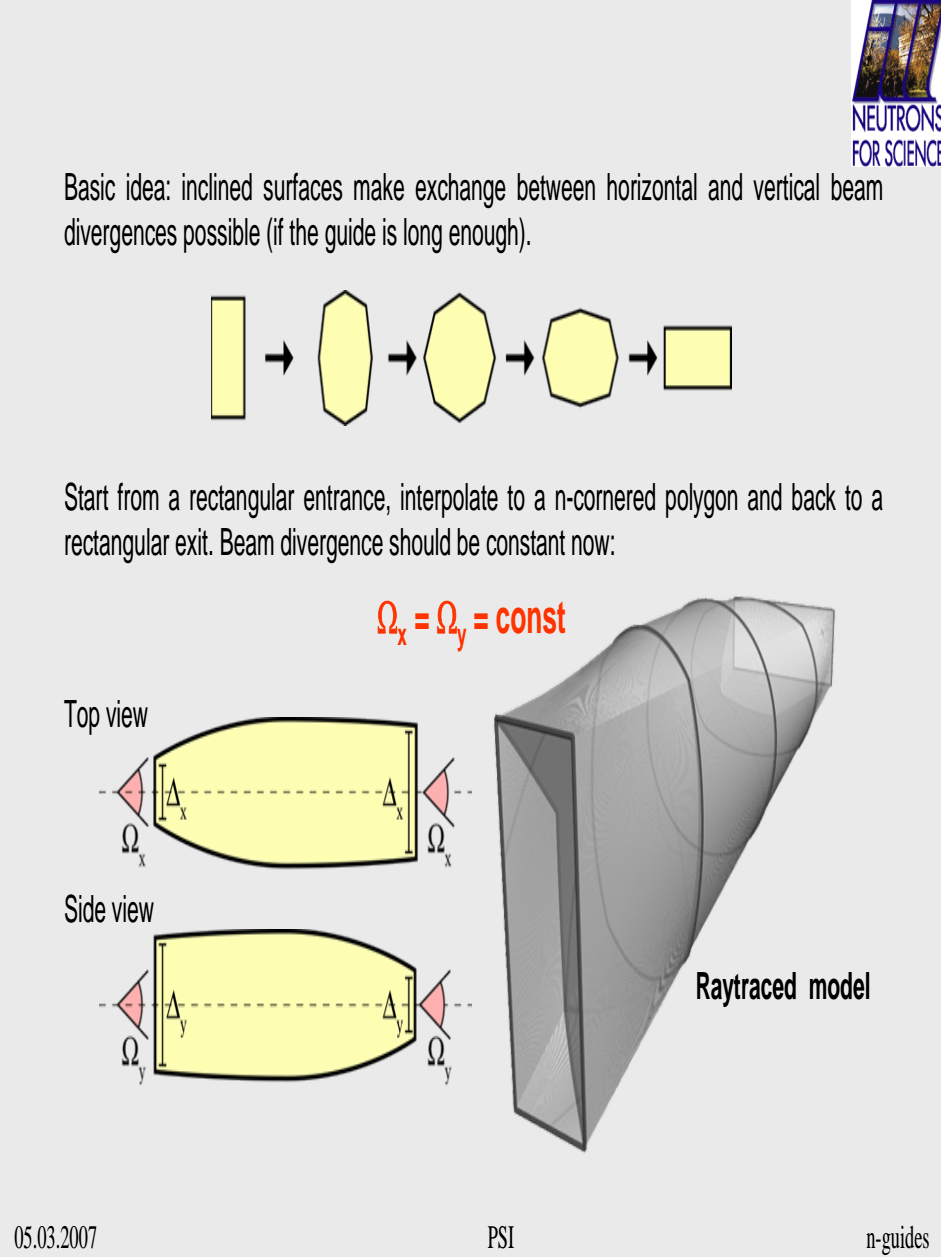 NEUTRONS
FOR SCIENCE
Basic idea: inclined surfaces make exchange between horizontal and vertical beam
divergences possible (if the guide is long enough).
Start from a rectangular entrance, interpolate to a n-cornered polygon and back to a
rectangular exit. Beam divergence should be constant now:
Ωx = Ωy = const
Top view
Δx Δx
Ωx Ωx
Side view
Δy Δy
Ωy Ωy
Raytraced model
05.03.2007 PSI n-guides